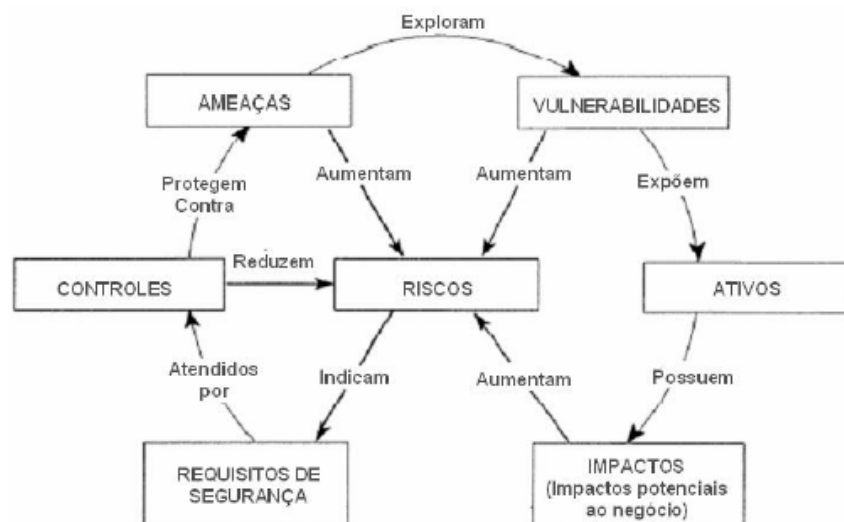 Exploram
AMEAÇAS
VULNERABILIDADES
Aumentam
Aumentam
Expõem
Protegem
Contra
Reduzem
CONTROLES
RISCOS
ATIVOS
Atendidos
por
Indicam
Aumentam
Possuem
REQUISITOS DE
SEGURANÇA
IMPACTOS
(Impactos potenciais
ao negócio)